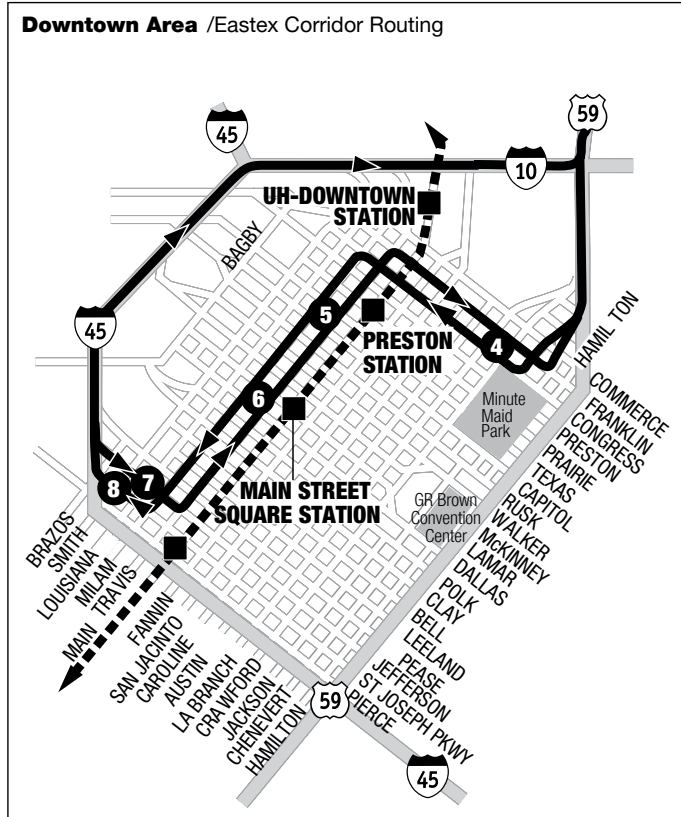 Downtown Area /Eastex Corridor Routing
45
59
10
UH-DOWNTOWN
STATION
BAGBY
45
5
PRESTON
STATION
4
HAMIL TON
6
Minute
Maid
Park
COMMERCE
FRANKLIN
CONGRESS
PRESTON
PRAIRIE
TEXAS
CAPITOL
RUSK
WALKER
McKINNEY
LAMAR
DALLAS
POLK
CLAY
BELL
LEELAND
PEASE
JEFFERSON
ST JOSEPH PKWY
PIERCE
8
7
MAIN STREET
SQUARE STATION
GR Brown
Convention
Center
BRAZOS
SMITH
LOUISIANA
MILAM
TRAVIS
MAIN
FANNIN
SAN JACINTO
CAROLINE
AUSTIN
LA BRANCH
CRAWFORD
JACKSON
CHENEVERT
HAMILTON
59
45